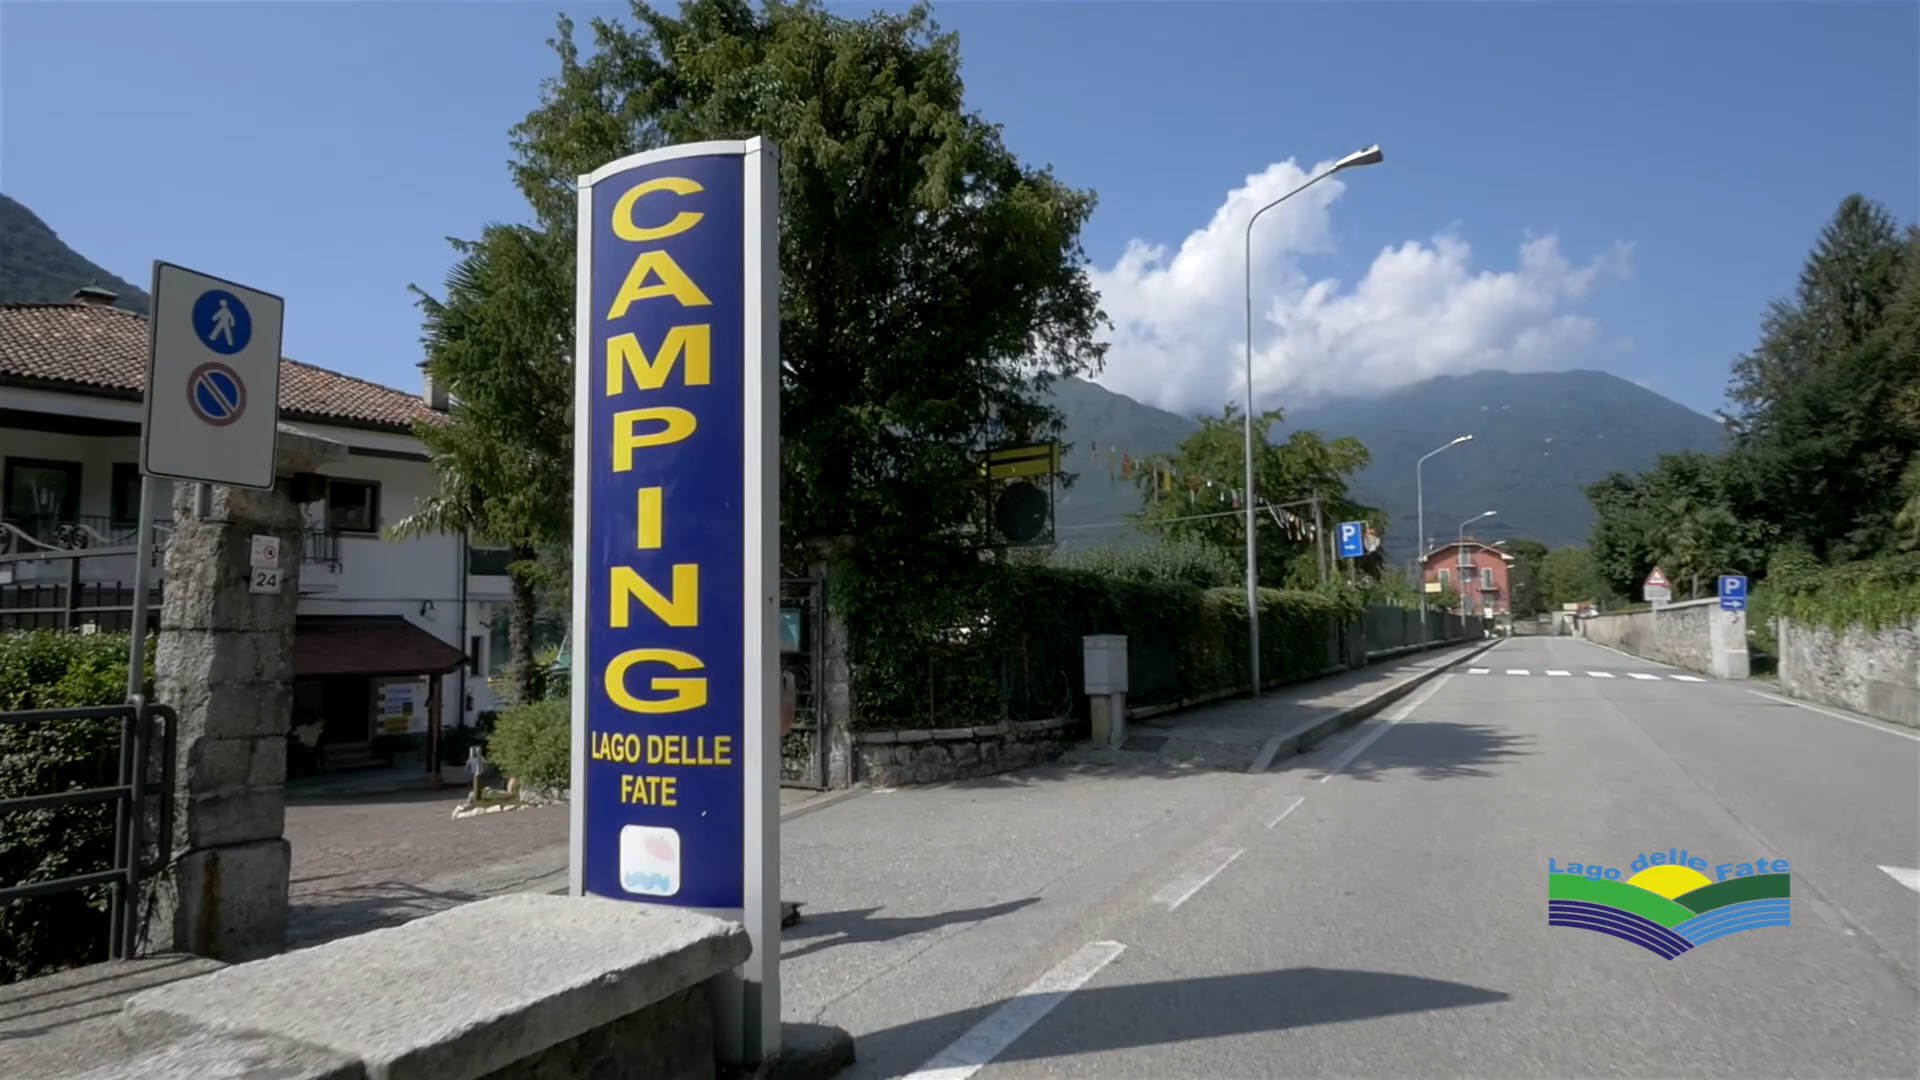 CAMPING
LAGO DELLE
FATE
24
P
P
Lago delle Fate